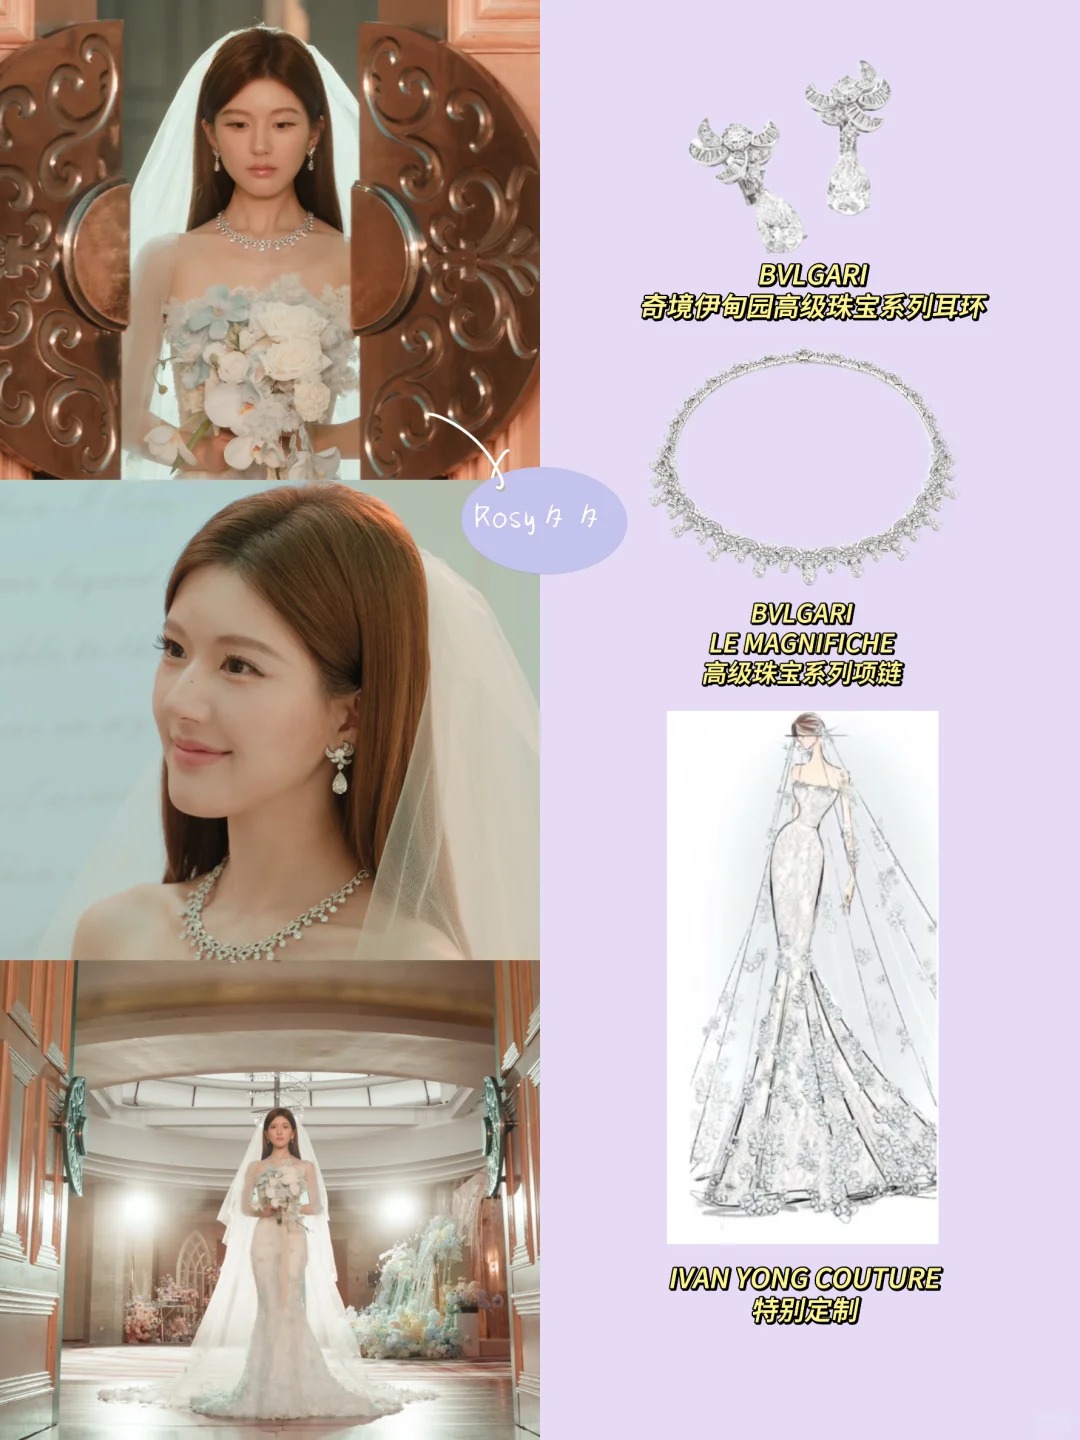 BVLGARI
奇境伊甸园高级珠宝系列耳环
Rosy夕夕
BVLGARI
LE MAGNIFICHE
高级珠宝系列项链
IVAN YONG COUTURE
特别定制